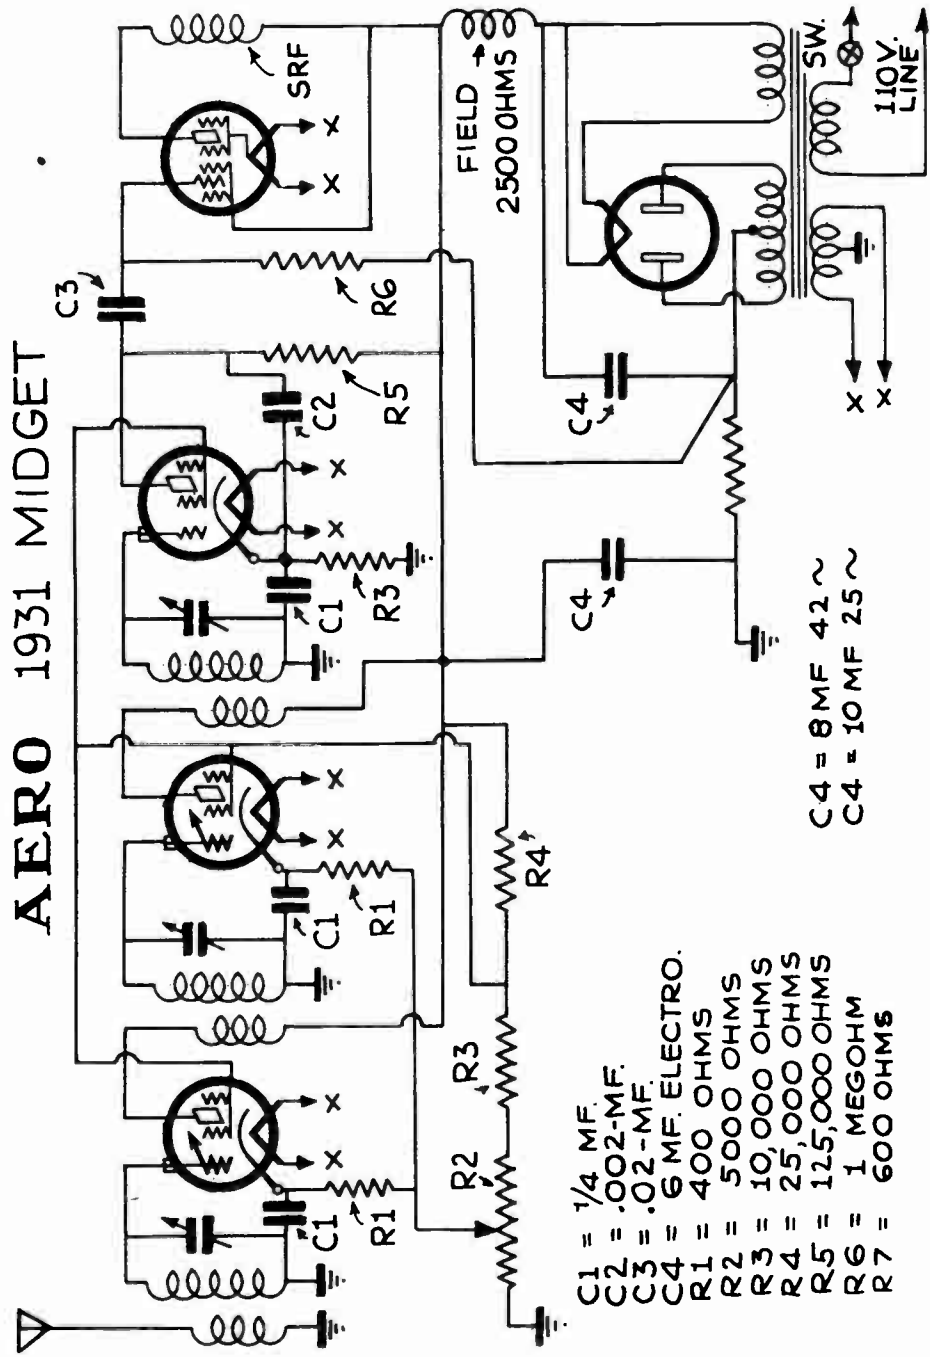 AERO 1931 MIDGET
C3
SRF
X X
R6
R5
C2
X X
C1
R3
X X
C1
R1
X X
C1
R1
R2
R3
R4
FIELD
2500 OHMS
C4
C4
SW.
110V.
LINE
X
X
C1 = 1/4 MF.
C2 = .002-MF.
C3 = .02-MF.
C4 = 6 MF. ELECTRO.
R1 = 400 OHMS
R2 = 5000 OHMS
R3 = 10,000 OHMS
R4 = 25,000 OHMS
R5 = 125,000 OHMS
R6 = 1 MEGOHM
R7 = 600 OHMS
C4 = 8 MF 42~
C4 = 10 MF 25~